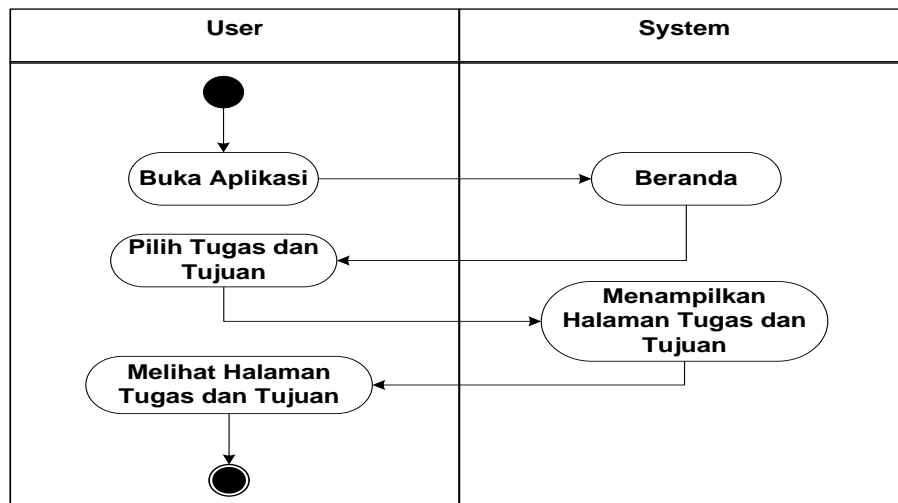 User
System
Buka Aplikasi
Beranda
Pilih Tugas dan
Tujuan
Menampilkan
Halaman Tugas dan
Tujuan
Melihat Halaman
Tugas dan Tujuan